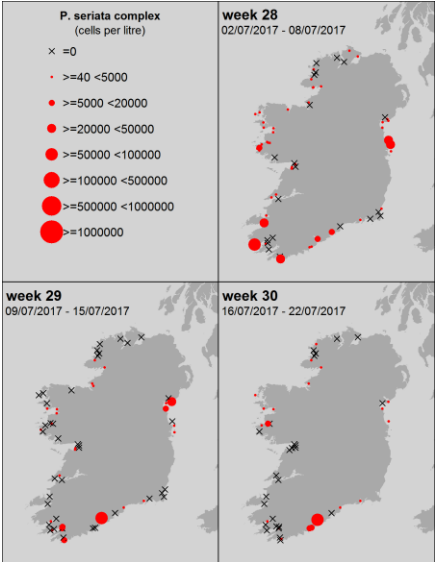 P. seriata complex
(cells per litre)
=0
>=40 <5000
>=5000 <20000
>=20000 <50000
>=50000 <100000
>=100000 <500000
>=500000 <1000000
>=1000000
week 28
02/07/2017 - 08/07/2017
week 29
09/07/2017 - 15/07/2017
week 30
16/07/2017 - 22/07/2017